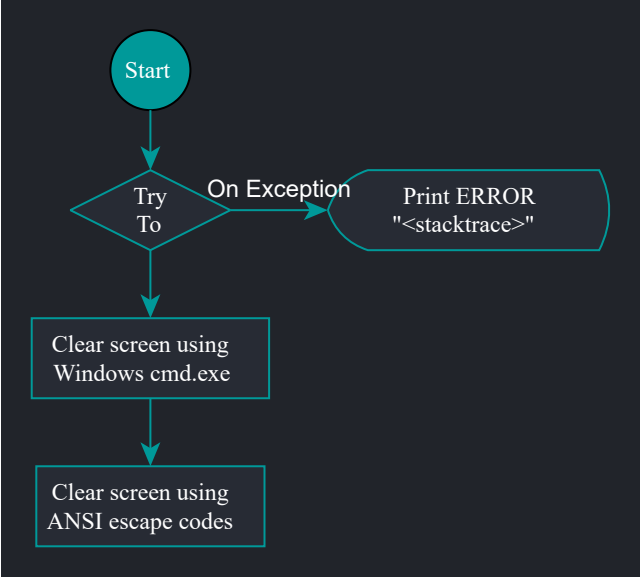 Start
Try
To
On Exception
Print ERROR
"<stacktrace>"
Clear screen using
Windows cmd.exe
Clear screen using
ANSI escape codes